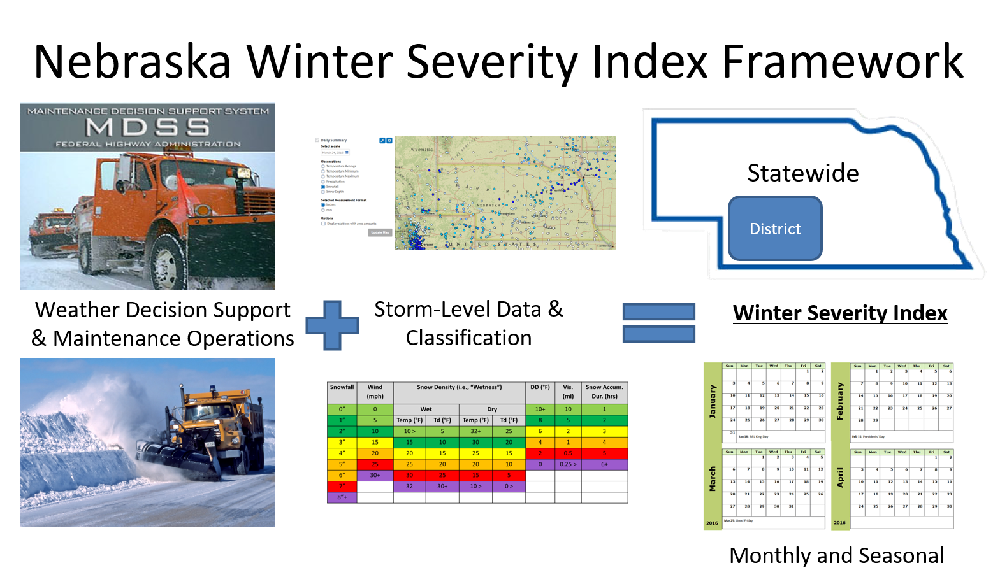 Nebraska Winter Severity Index Framework
MAINTENANCE DECISION SUPPORT SYSTEM
MDSS
FEDERAL HIGHWAY ADMINISTRATION
Daily Summary
Select a date
March 24, 2016
Observations
Temperature Average
Temperature Minimum
Temperature Maximum
Precipitation
Snowfall
Snow Depth
Selected Measurement Format
inches
mm
Options
Display stations with zero amounts
Update Map
WYOMING
SAND HILLS
NEBRASKA
Denver
UNITED STATES
Statewide
District
Weather Decision Support
& Maintenance Operations
Storm-Level Data &
Classification
Winter Severity Index
Snowfall Wind (mph) Snow Density (i.e., “Wetness”) DD (°F) Vis. (mi) Snow Accum. Dur. (hrs)
0” 0 Wet Dry 10+ 10 1
1” 5 Temp (°F) Td (°F) Temp (°F) Td (°F) 8 5 2
2” 10 10 > 5 32+ 25 6 2 3
3” 15 15 10 30 20 4 1 4
4” 20 20 15 25 15 2 0.5 5
5” 25 25 20 20 10 0 0.25 > 6+
6” 30+ 30 25 15 5
7” 32 30+ 10 > 0 >
8”+
January
Sun Mon Tue Wed Thu Fri Sat
1 2
3 4 5 6 7 8 9
10 11 12 13 14 15 16
17 18 19 20 21 22 23
24 25 26 27 28 29 30
31
Jan 18: M L King Day
February
Sun Mon Tue Wed Thu Fri Sat
1 2 3 4 5 6
7 8 9 10 11 12 13
14 15 16 17 18 19 20
21 22 23 24 25 26 27
28 29
Feb 15: Presidents' Day
March
Sun Mon Tue Wed Thu Fri Sat
1 2 3 4 5
6 7 8 9 10 11 12
13 14 15 16 17 18 19
20 21 22 23 24 25 26
27 28 29 30 31
2016
Mar 25: Good Friday
April
Sun Mon Tue Wed Thu Fri Sat
1 2
3 4 5 6 7 8 9
10 11 12 13 14 15 16
17 18 19 20 21 22 23
24 25 26 27 28 29 30
2016
Monthly and Seasonal